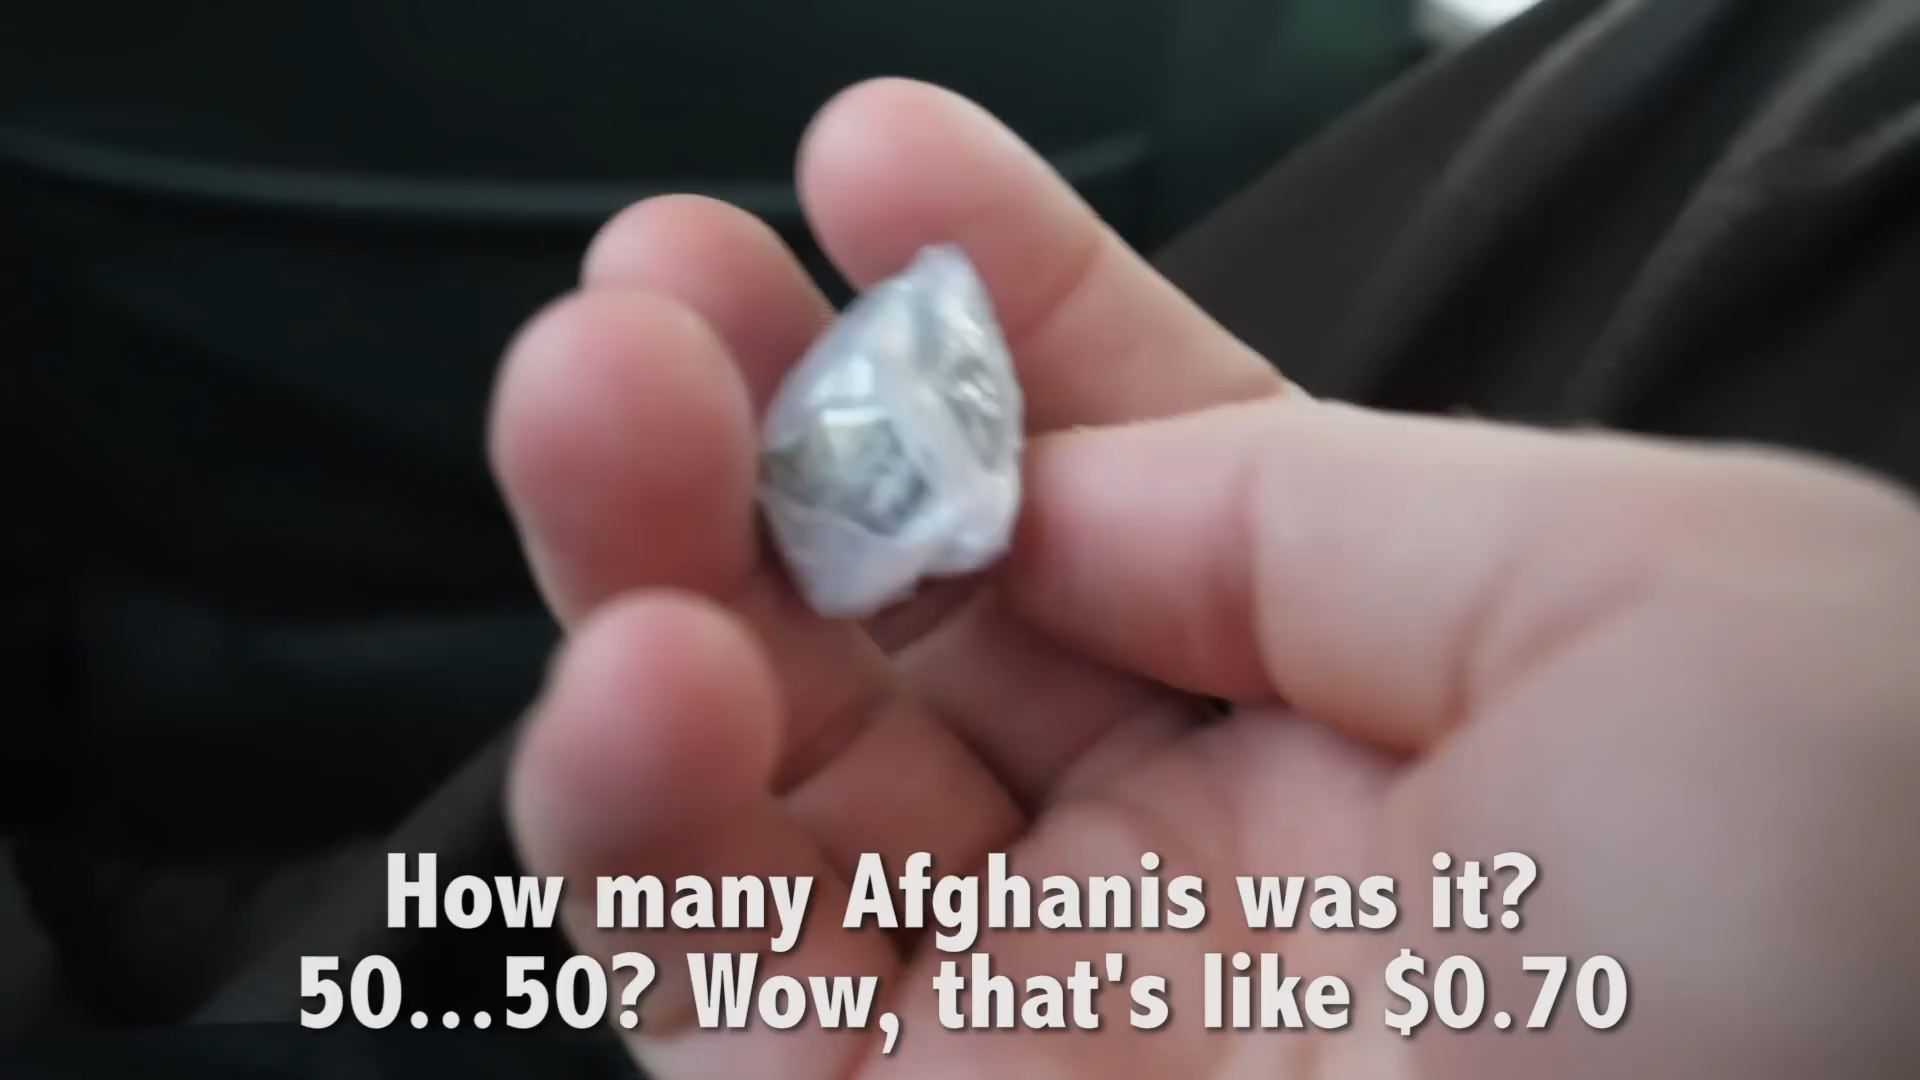 How many Afghanis was it?
50...50? Wow, that's like $0.70